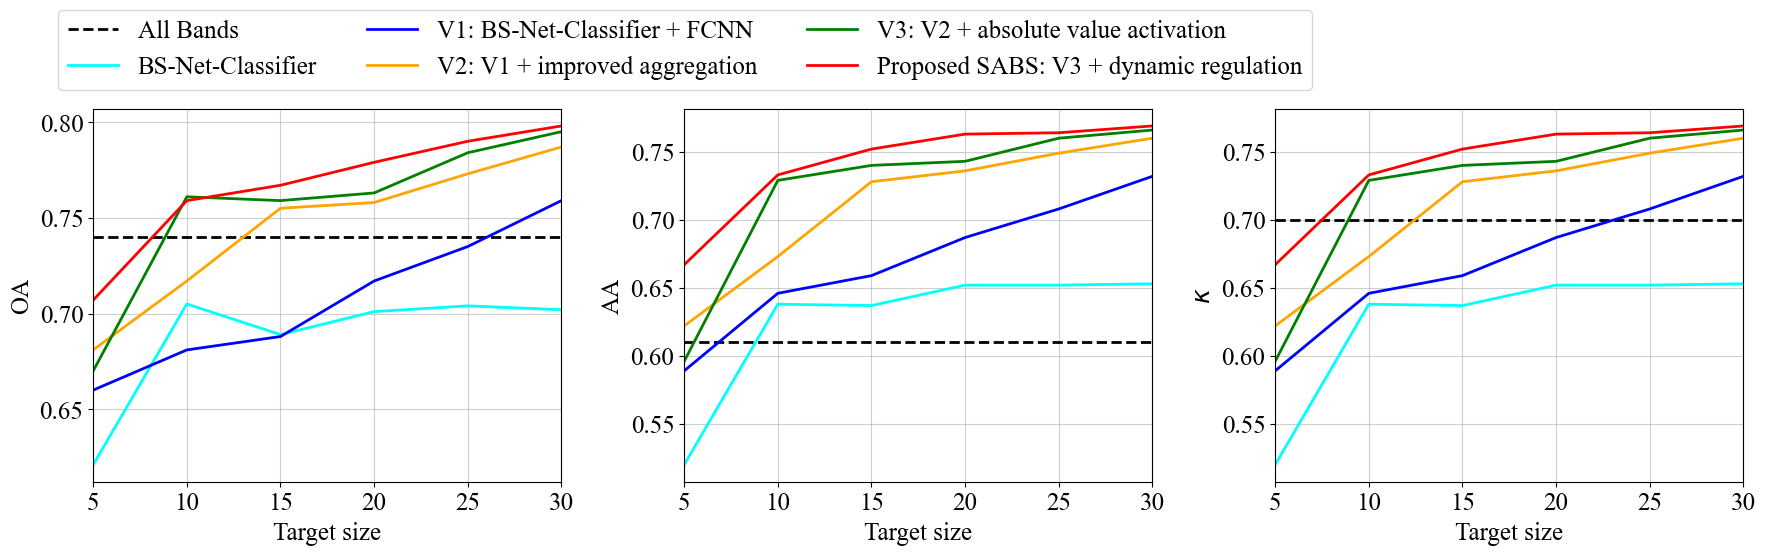 All Bands
BS-Net-Classifier
V1: BS-Net-Classifier + FCNN
V2: V1 + improved aggregation
V3: V2 + absolute value activation
Proposed SABS: V3 + dynamic regulation
OA
0.80
0.75
0.70
0.65
5 10 15 20 25 30
Target size
AA
0.75
0.70
0.65
0.60
0.55
5 10 15 20 25 30
Target size
κ
0.75
0.70
0.65
0.60
0.55
5 10 15 20 25 30
Target size